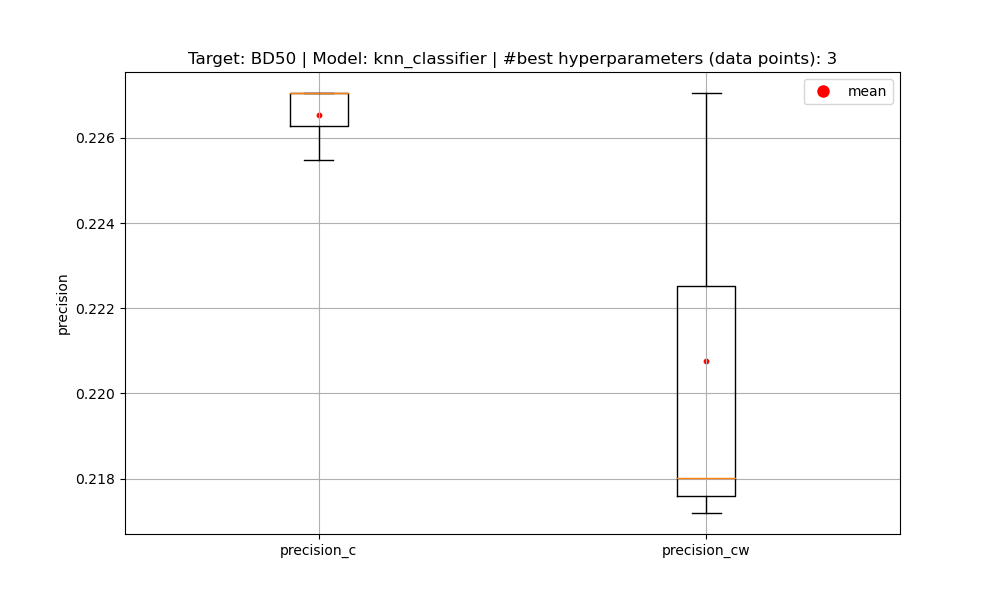 Target: BD50 | Model: knn_classifier | #best hyperparameters (data points): 3
mean
0.226
0.224
0.222
0.220
0.218
precision
precision_c
precision_cw